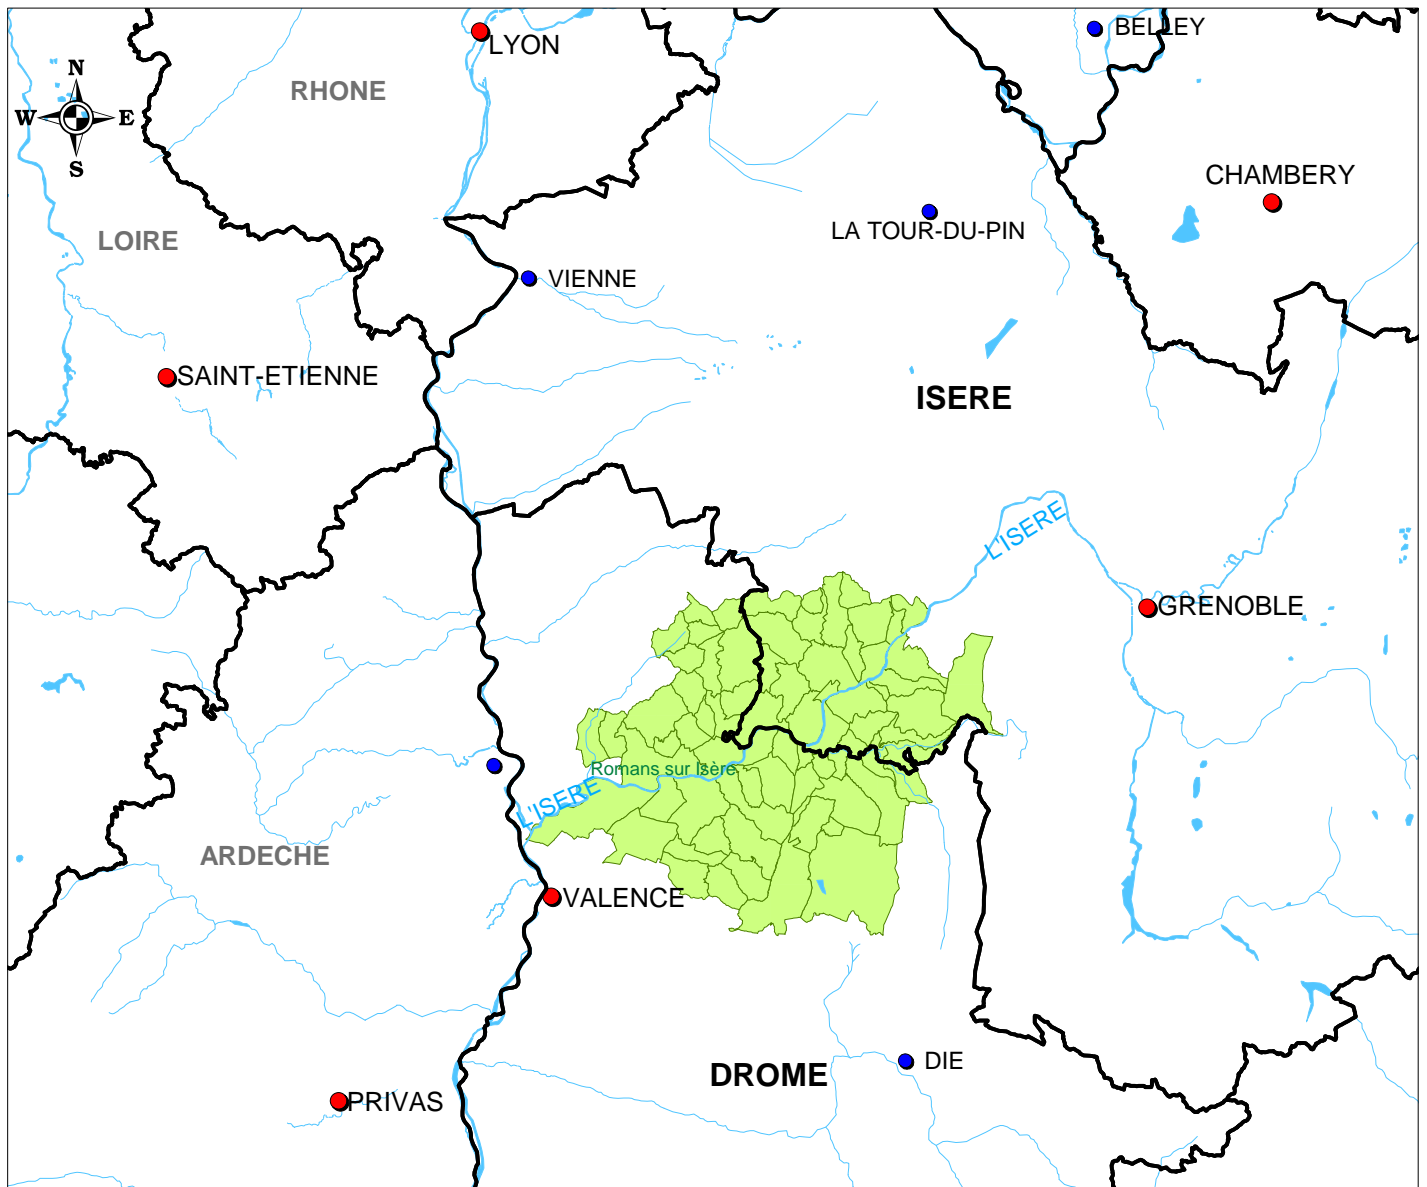 BELLEY
LYON
RHONE
N
W
E
S
CHAMBERY
LA TOUR-DU-PIN
LOIRE
VIENNE
SAINT-ETIENNE
ISERE
L'ISERE
GRENOBLE
Romans sur Isère
L'ISERE
ARDECHE
VALENCE
DIE
DROME
PRIVAS